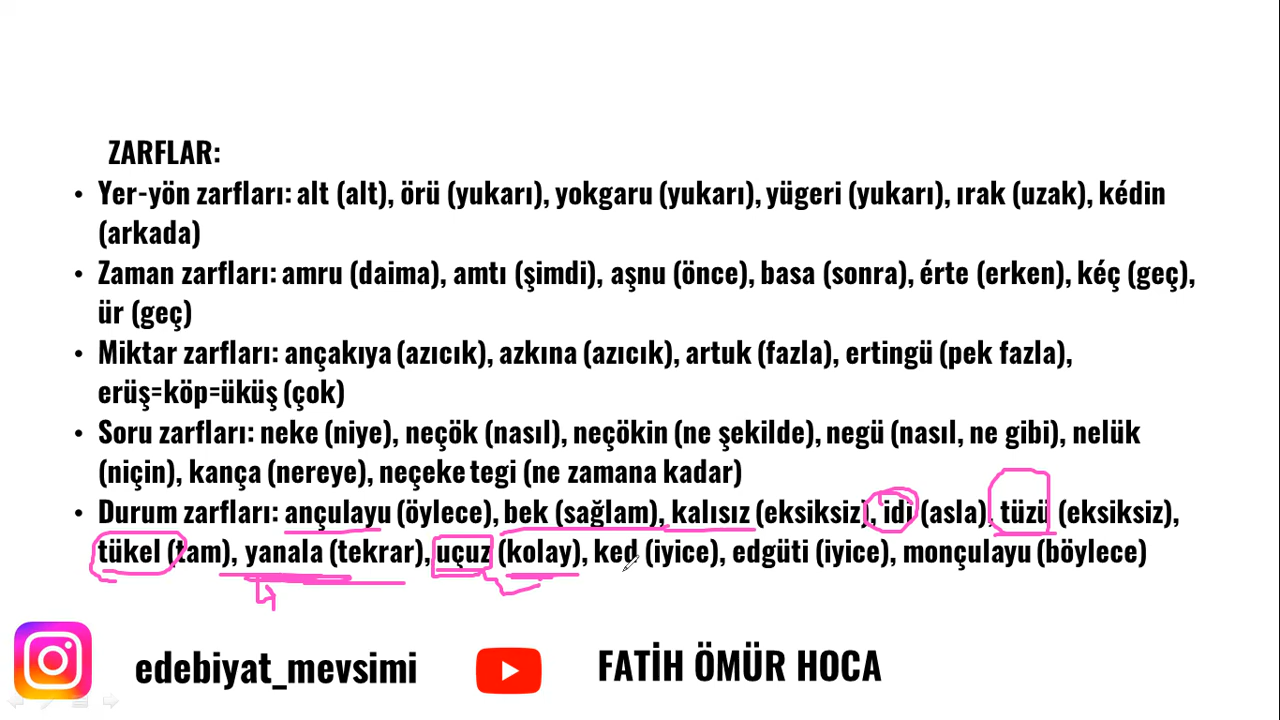 ZARFLAR:
• Yer-yön zarfları: alt (alt), örü (yukarı), yokgaru (yukarı), yügeri (yukarı), ırak (uzak), kédin
(arkada)
• Zaman zarfları: amru (daima), amtı (şimdi), aşnu (önce), basa (sonra), érte (erken), kéç (geç),
ür (geç)
• Miktar zarfları: ançakıya (azıcık), azkına (azıcık), artuk (fazla), ertingü (pek fazla),
erüş=köp=üküş (çok)
• Soru zarfları: neke (niye), neçök (nasıl), neçökin (ne şekilde), negü (nasıl, ne gibi), nelük
(niçin), kança (nereye), neçeke tegi (ne zamana kadar)
• Durum zarfları: ançulayu (öylece), bek (sağlam), kalısız (eksiksiz), idi (asla), tüzü (eksiksiz),
tükel (tam), yanala (tekrar), uçuz (kolay), ked (iyice), edgüti (iyice), monçulayu (böylece)
edebiyat_mevsimi FATİH ÖMÜR HOCA